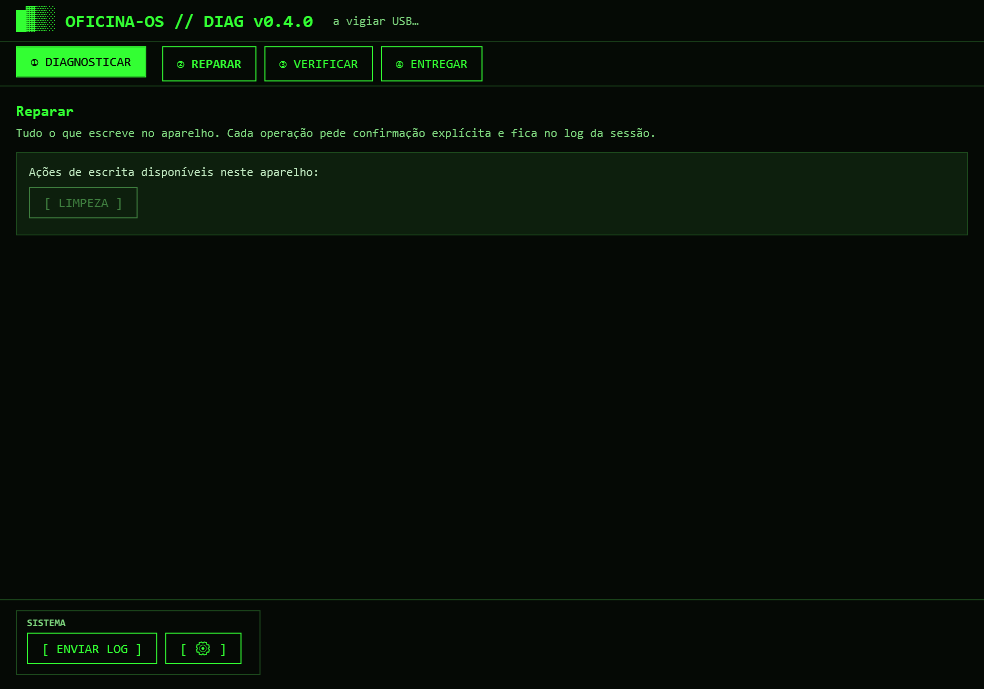 OFICINA-OS // DIAG v0.4.0 a vigiar USB…
① DIAGNOSTICAR ② REPARAR ③ VERIFICAR ④ ENTREGAR
Reparar
Tudo o que escreve no aparelho. Cada operação pede confirmação explícita e fica no log da sessão.
Ações de escrita disponíveis neste aparelho:
[ LIMPEZA ]
SISTEMA
[ ENVIAR LOG ] [ ⚙ ]